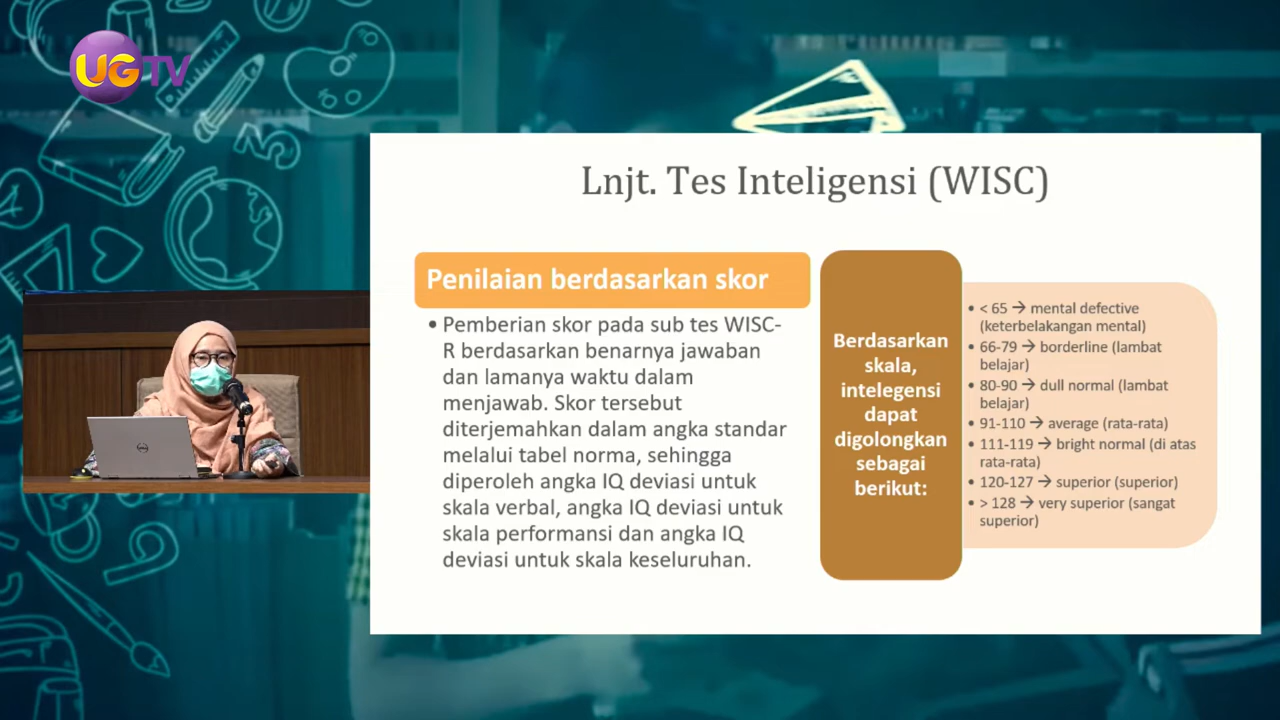 UGTV
Lnjt. Tes Inteligensi (WISC)
Penilaian berdasarkan skor
• Pemberian skor pada sub tes WISC-
R berdasarkan benarnya jawaban
dan lamanya waktu dalam
menjawab. Skor tersebut
diterjemahkan dalam angka standar
melalui tabel norma, sehingga
diperoleh angka IQ deviasi untuk
skala verbal, angka IQ deviasi untuk
skala performansi dan angka IQ
deviasi untuk skala keseluruhan.
Berdasarkan
skala,
intelegensi
dapat
digolongkan
sebagai
berikut:
• < 65 → mental defective
(keterbelakangan mental)
• 66-79 → borderline (lambat
belajar)
• 80-90 → dull normal (lambat
belajar)
• 91-110 → average (rata-rata)
• 111-119 → bright normal (di atas
rata-rata)
• 120-127 → superior (superior)
• > 128 → very superior (sangat
superior)